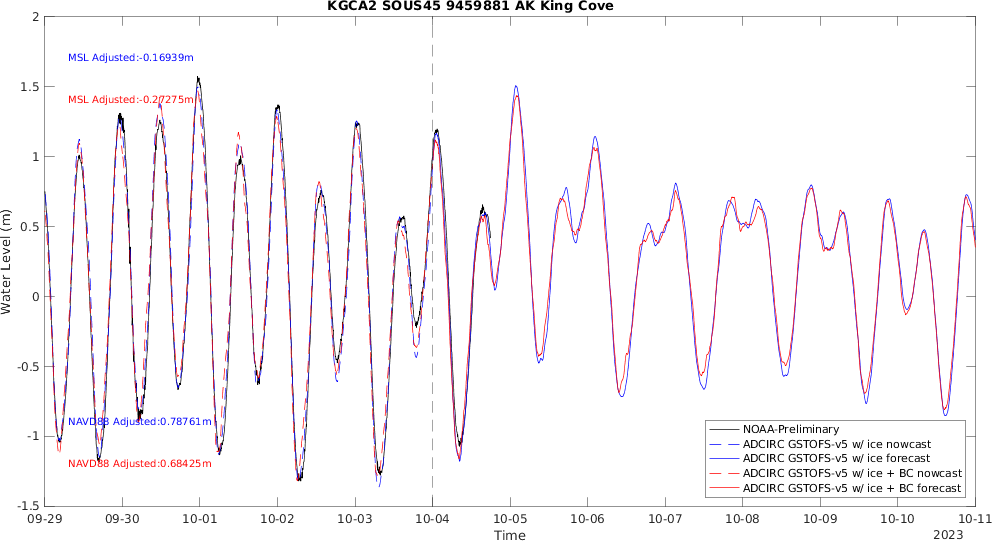 KGCA2 SOUS45 9459881 AK King Cove
Water Level (m)
2
1.5
1
0.5
0
-0.5
-1
-1.5
MSL Adjusted:-0.16939m
MSL Adjusted:-0.27275m
NAVD88 Adjusted:0.78761m
NAVD88 Adjusted:0.68425m
NOAA-Preliminary
ADCIRC GSTOFS-v5 w/ ice nowcast
ADCIRC GSTOFS-v5 w/ ice forecast
ADCIRC GSTOFS-v5 w/ ice + BC nowcast
ADCIRC GSTOFS-v5 w/ ice + BC forecast
09-29 09-30 10-01 10-02 10-03 10-04 10-05 10-06 10-07 10-08 10-09 10-10 10-11
Time
2023